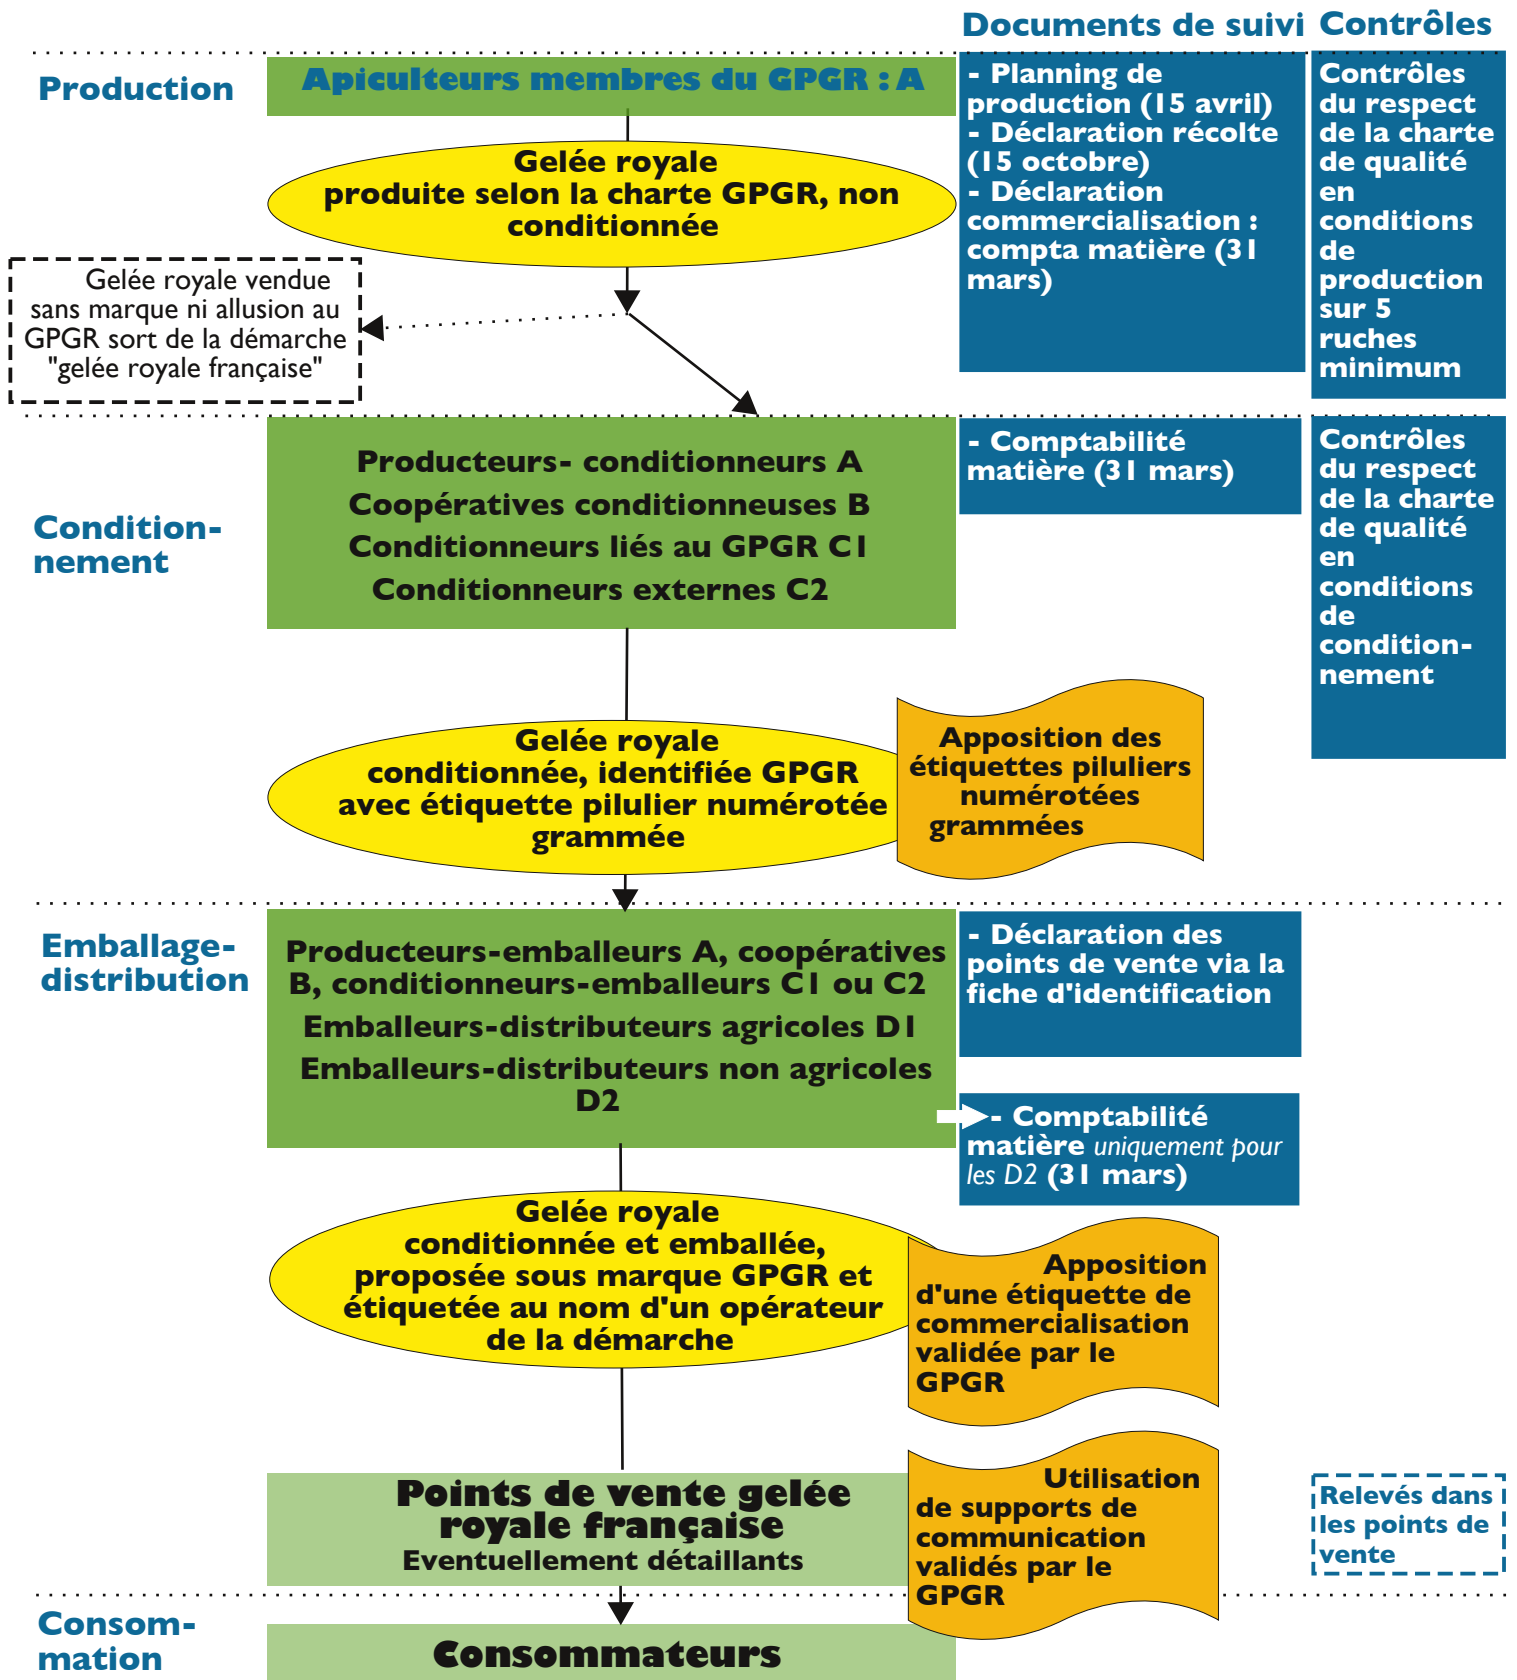 Documents de suivi
Contrôles
Production
Apiculteurs membres du GPGR : A
Gelée royale
produite selon la charte GPGR, non
conditionnée
Gelée royale vendue
sans marque ni allusion au
GPGR sort de la démarche
"gelée royale française"
- Planning de
production (15 avril)
- Déclaration récolte
(15 octobre)
- Déclaration
commercialisation :
compta matière (31
mars)
Contrôles
du respect
de la charte
de qualité
en
conditions
de
production
sur 5
ruches
minimum
Condition-
nement
Producteurs- conditionneurs A
Coopératives conditionneuses B
Conditionneurs liés au GPGR C1
Conditionneurs externes C2
- Comptabilité
matière (31 mars)
Contrôles
du respect
de la charte
de qualité
en
conditions
de
condition-
nement
Gelée royale
conditionnée, identifiée GPGR
avec étiquette pilulier numérotée
grammée
Apposition des
étiquettes piluliers
numérotées
grammées
Emballage-
distribution
Producteurs-emballeurs A, coopératives
B, conditionneurs-emballeurs C1 ou C2
Emballeurs-distributeurs agricoles D1
Emballeurs-distributeurs non agricoles
D2
- Déclaration des
points de vente via la
fiche d'identification
- Comptabilité
matière uniquement pour
les D2 (31 mars)
Gelée royale
conditionnée et emballée,
proposée sous marque GPGR et
étiquetée au nom d'un opérateur
de la démarche
Apposition
d'une étiquette de
commercialisation
validée par le
GPGR
Points de vente gelée
royale française
Eventuellement détaillants
Utilisation
de supports de
communication
validés par le
GPGR
Relevés dans
les points de
vente
Consom-
mation
Consommateurs